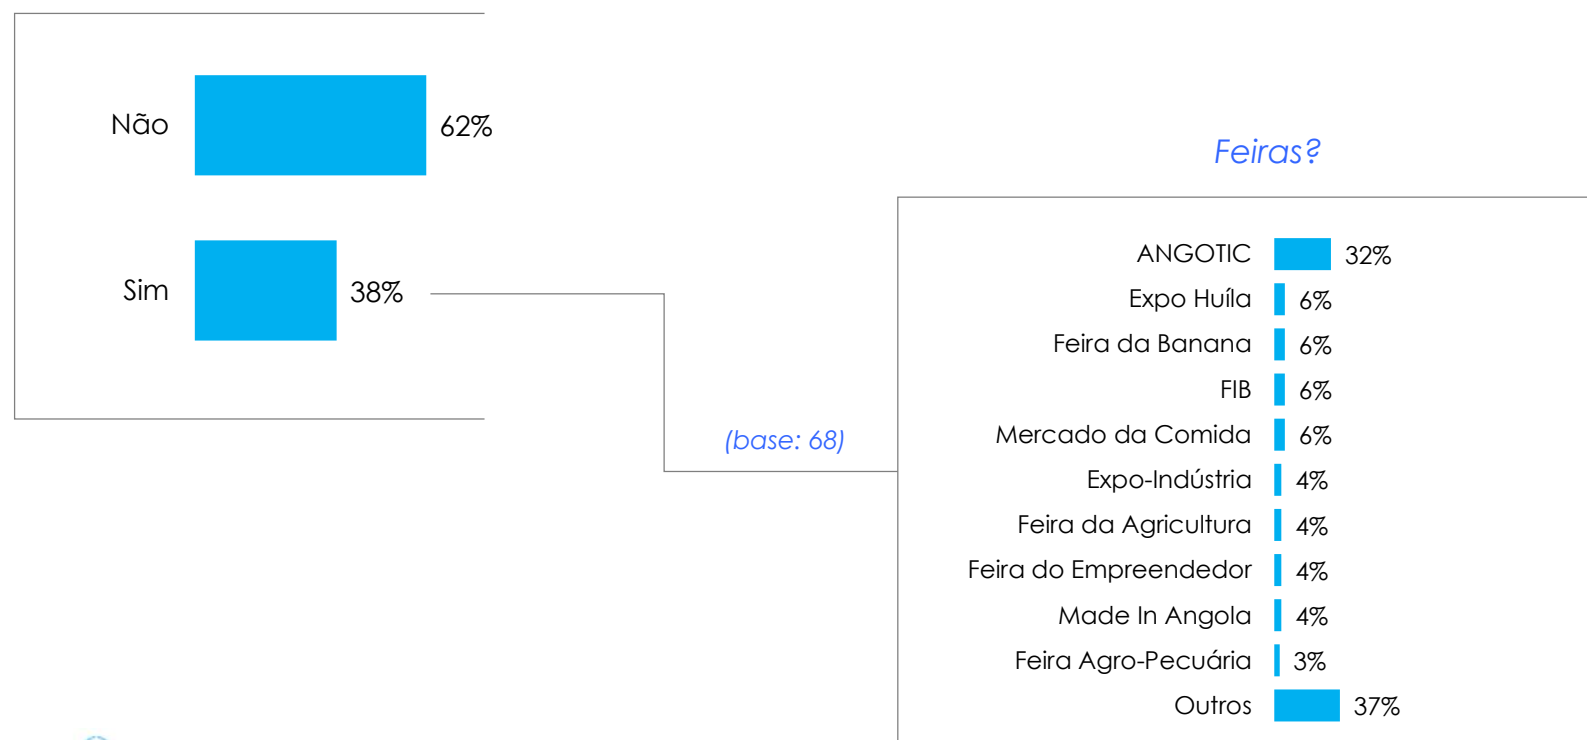 Não 62%
Sim 38%
(base: 68)
Feiras?
ANGOTIC 32%
Expo Huíla 6%
Feira da Banana 6%
FIB 6%
Mercado da Comida 6%
Expo-Indústria 4%
Feira da Agricultura 4%
Feira do Empreendedor 4%
Made In Angola 4%
Feira Agro-Pecuária 3%
Outros 37%